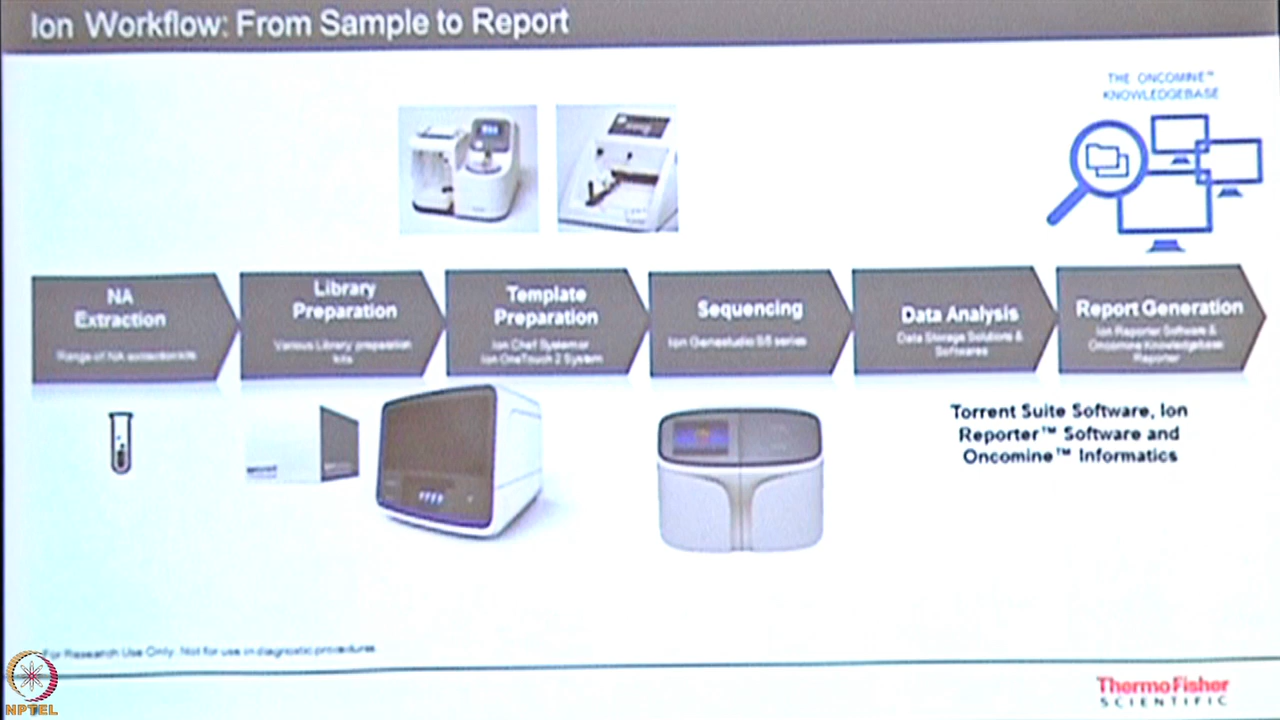 Ion Workflow: From Sample to Report
THE ONCOMINE™
KNOWLEDGEBASE
NA
Extraction
Range of NA extraction kits
Library
Preparation
Various Library preparation
kits
Template
Preparation
Ion Chef System or
Ion OneTouch 2 System
Sequencing
Ion Genestudio S5 series
Data Analysis
Data Storage Solutions &
Softwares
Report Generation
Ion Reporter Software &
Oncomine Knowledgebase
Reporter
Torrent Suite Software, Ion
Reporter™ Software and
Oncomine™ Informatics
For Research Use Only. Not for use in diagnostic procedures.
ThermoFisher
SCIENTIFIC
NPTEL